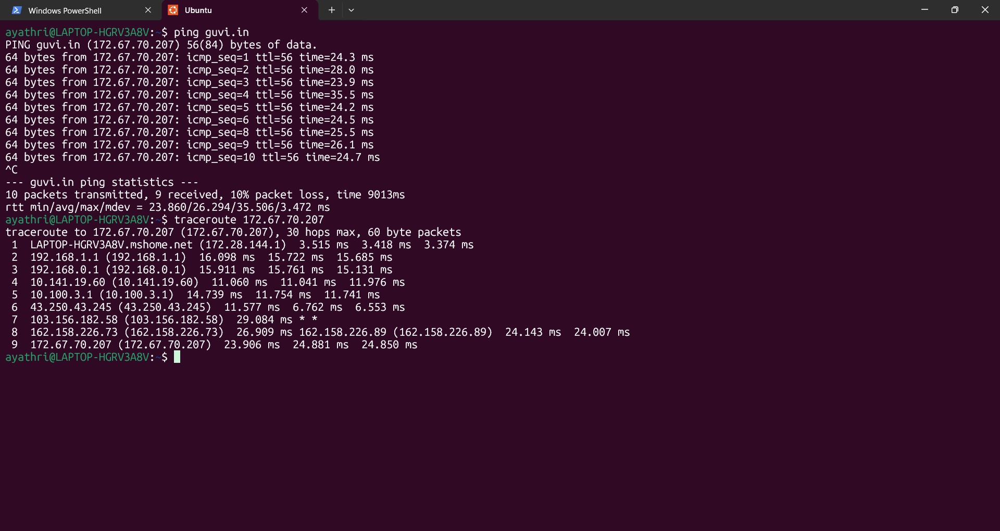 Windows PowerShell
Ubuntu
ayathri@LAPTOP-HGRV3A8V:~$ ping guvi.in
PING guvi.in (172.67.70.207) 56(84) bytes of data.
64 bytes from 172.67.70.207: icmp_seq=1 ttl=56 time=24.3 ms
64 bytes from 172.67.70.207: icmp_seq=2 ttl=56 time=28.0 ms
64 bytes from 172.67.70.207: icmp_seq=3 ttl=56 time=23.9 ms
64 bytes from 172.67.70.207: icmp_seq=4 ttl=56 time=35.5 ms
64 bytes from 172.67.70.207: icmp_seq=5 ttl=56 time=24.2 ms
64 bytes from 172.67.70.207: icmp_seq=6 ttl=56 time=24.5 ms
64 bytes from 172.67.70.207: icmp_seq=8 ttl=56 time=25.5 ms
64 bytes from 172.67.70.207: icmp_seq=9 ttl=56 time=26.1 ms
64 bytes from 172.67.70.207: icmp_seq=10 ttl=56 time=24.7 ms
^C
--- guvi.in ping statistics ---
10 packets transmitted, 9 received, 10% packet loss, time 9013ms
rtt min/avg/max/mdev = 23.860/26.294/35.506/3.472 ms
ayathri@LAPTOP-HGRV3A8V:~$ traceroute 172.67.70.207
traceroute to 172.67.70.207 (172.67.70.207), 30 hops max, 60 byte packets
1  LAPTOP-HGRV3A8V.mshome.net (172.28.144.1)  3.515 ms  3.418 ms  3.374 ms
2  192.168.1.1 (192.168.1.1)  16.098 ms  15.722 ms  15.685 ms
3  192.168.0.1 (192.168.0.1)  15.911 ms  15.761 ms  15.131 ms
4  10.141.19.60 (10.141.19.60)  11.060 ms  11.041 ms  11.976 ms
5  10.100.3.1 (10.100.3.1)  14.739 ms  11.754 ms  11.741 ms
6  43.250.43.245 (43.250.43.245)  11.577 ms  6.762 ms  6.553 ms
7  103.156.182.58 (103.156.182.58)  29.084 ms * *
8  162.158.226.73 (162.158.226.73)  26.909 ms 162.158.226.89 (162.158.226.89)  24.143 ms  24.007 ms
9  172.67.70.207 (172.67.70.207)  23.906 ms  24.881 ms  24.850 ms
ayathri@LAPTOP-HGRV3A8V:~$